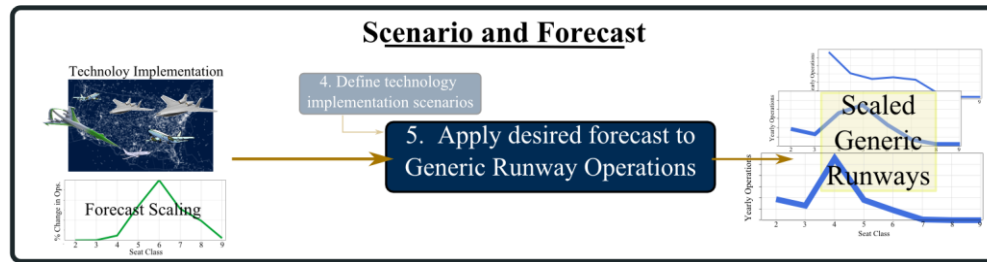 Scenario and Forecast
Technoloy Implementation
4. Define technology
implementation scenarios
5. Apply desired forecast to
Generic Runway Operations
% Change in Ops.
Forecast Scaling
2 3 4 5 6 7 8 9
Seat Class
Yearly Operations
Yearly Operations
2 3
Yearly Operations
Scaled
Generic
Runways
2 3 4 5 6 7 8 9
Seat Class